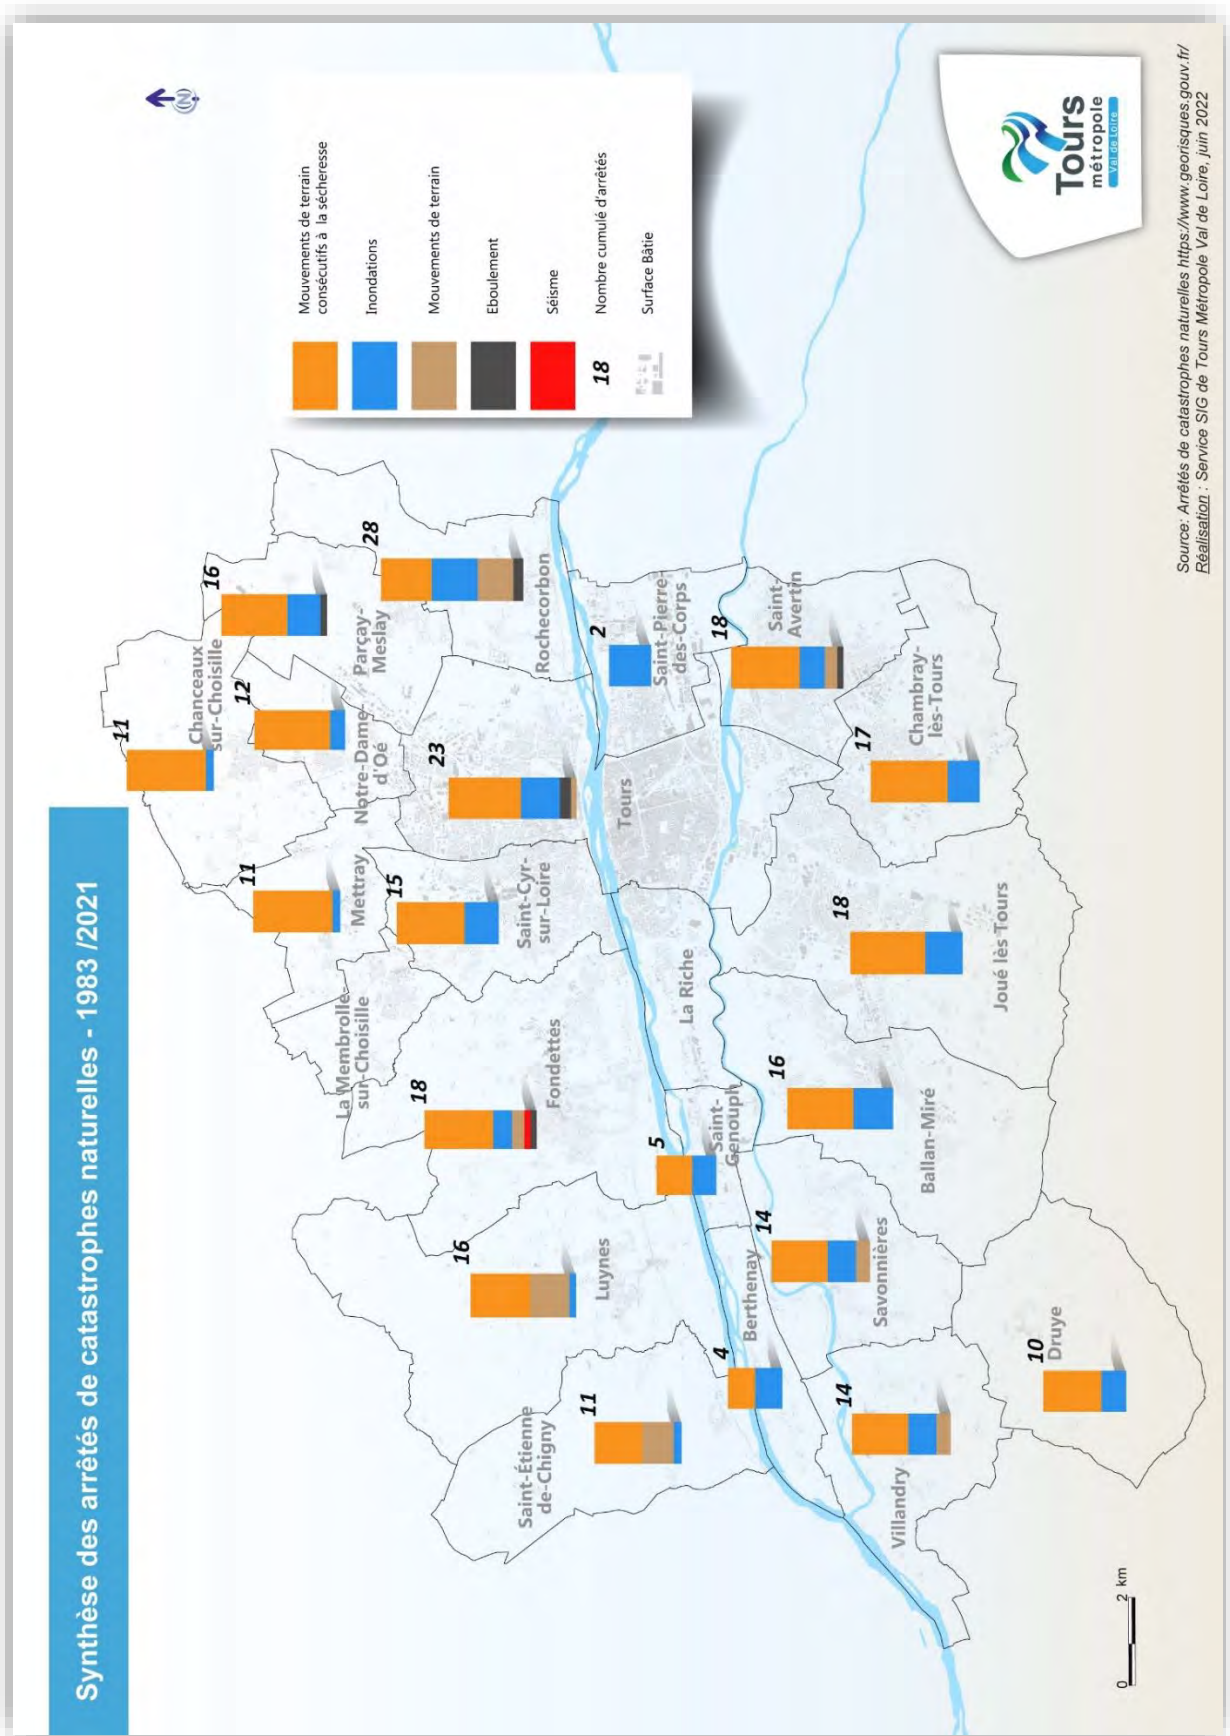 Synthèse des arrêtés de catastrophes naturelles - 1983 /2021
N
Mouvements de terrain
consécutifs à la sécheresse
Inondations
Mouvements de terrain
Eboulement
Séisme
18
Nombre cumulé d'arrêtés
Surface Bâtie
11
Chanceaux
sur-Choisille
16
Parçay-
Meslay
12
Notre-Dame
d'Oé
11
Mettray
La Membrolle-
sur-Choisille
28
Rochecorbon
23
Tours
15
Saint-Cyr-
sur-Loire
18
Fondettes
16
Luynes
11
Saint-Étienne
de-Chigny
2
Saint-Pierre-
des-Corps
La Riche
5
Saint-
Genouph
4
Berthenay
18
Saint-
Avertin
17
Chambray-
lès-Tours
18
Joué lès Tours
16
Ballan-Miré
14
Savonnières
14
Villandry
10
Druye
0 2 km
Tours
métropole
Val de Loire
Source: Arrêtés de catastrophes naturelles https://www.georisques.gouv.fr/
Réalisation : Service SIG de Tours Métropole Val de Loire, juin 2022